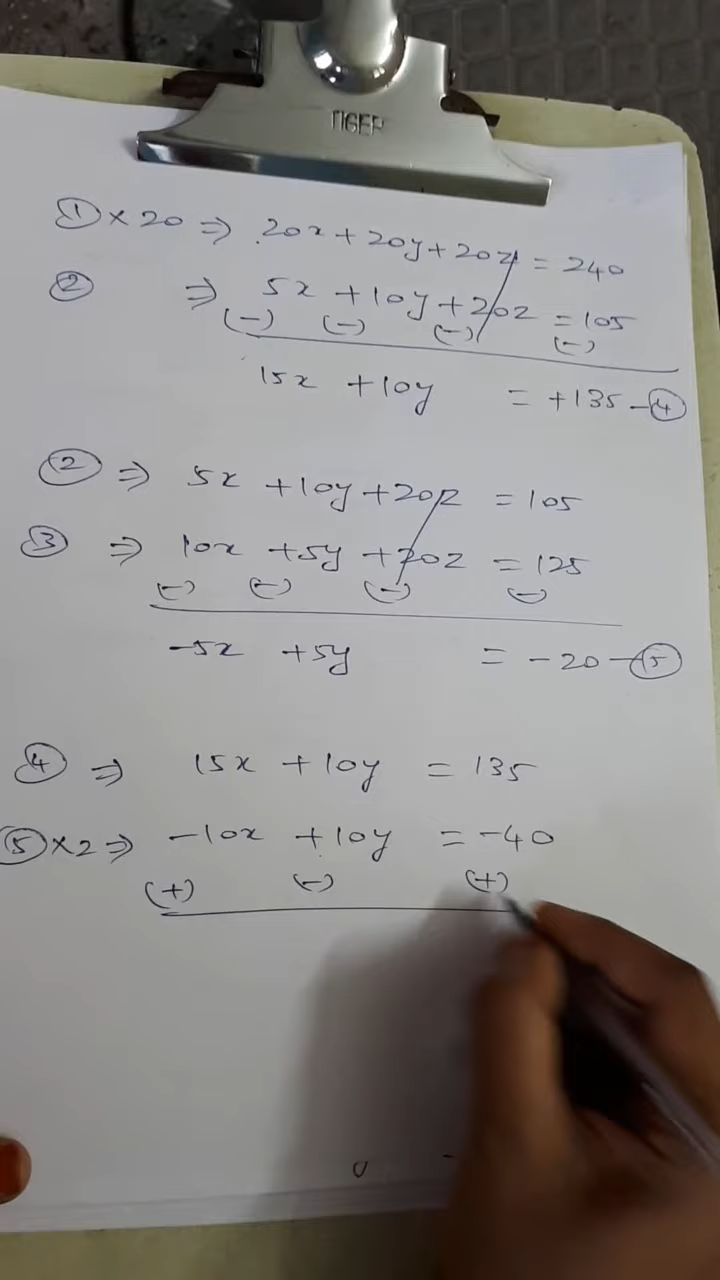 TIGER
① × 20 ⇒ 20x + 20y + 20z = 240
② ⇒ 5x + 10y + 20z = 105
(-) (-) (-) (-)
15x + 10y = +135 - ④
② ⇒ 5x + 10y + 20z = 105
③ ⇒ 10x + 5y + 20z = 125
(-) (-) (-) (-)
-5x + 5y = -20 - ⑤
④ ⇒ 15x + 10y = 135
⑤ × 2 ⇒ -10x + 10y = -40
(+) (-) (+)